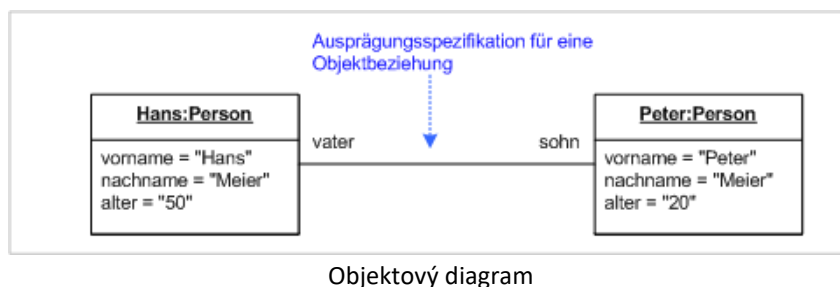 Ausprägungsspezifikation für eine
Objektbeziehung
Hans:Person
vorname = "Hans"
nachname = "Meier"
alter = "50"
vater
sohn
Peter:Person
vorname = "Peter"
nachname = "Meier"
alter = "20"
Objektový diagram